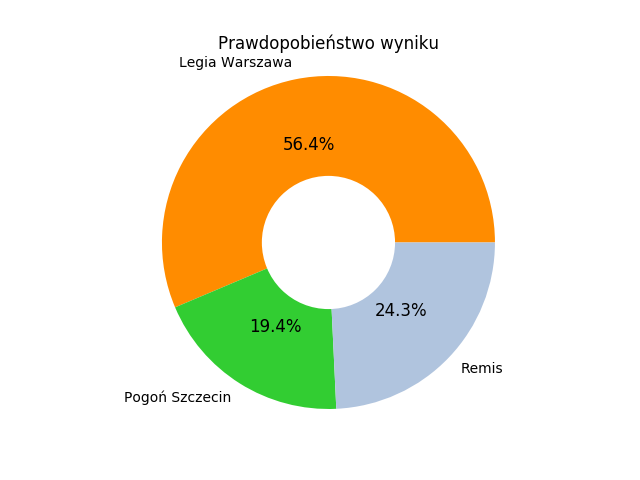 Prawdopobieństwo wyniku
Legia Warszawa
56.4%
19.4%
24.3%
Remis
Pogoń Szczecin